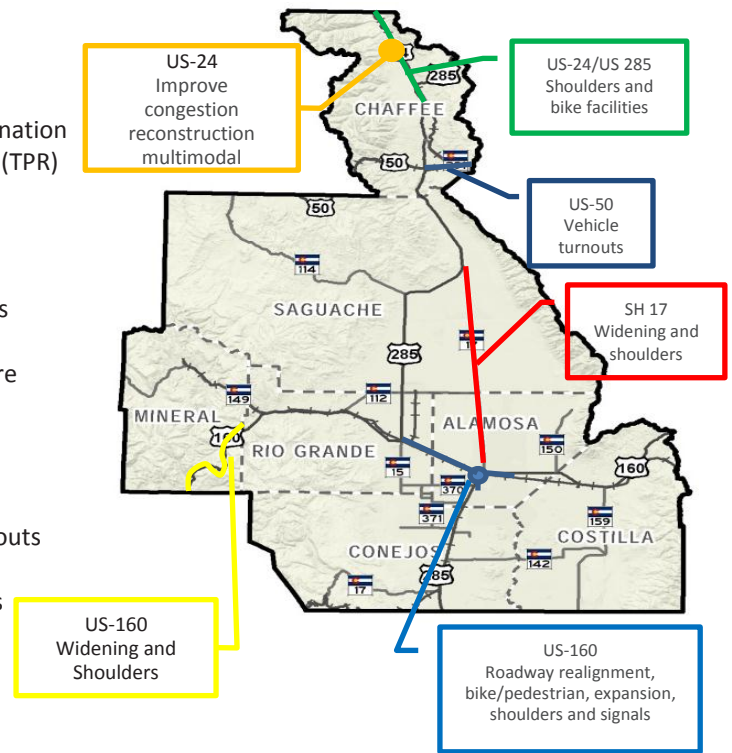 nation
(TPR)
s
re
outs
s
US-24
Improve
congestion
reconstruction
multimodal
US-24/US 285
Shoulders and
bike facilities
285
CHAFFEE
50
US-50
Vehicle
turnouts
50
114
SAGUACHE
17
SH 17
Widening and
shoulders
285
149
112
MINERAL
ALAMOSA
160
RIO GRANDE
150
15
370
160
371
159
COSTILLA
CONEJOS
142
285
17
US-160
Widening and
Shoulders
US-160
Roadway realignment,
bike/pedestrian, expansion,
shoulders and signals